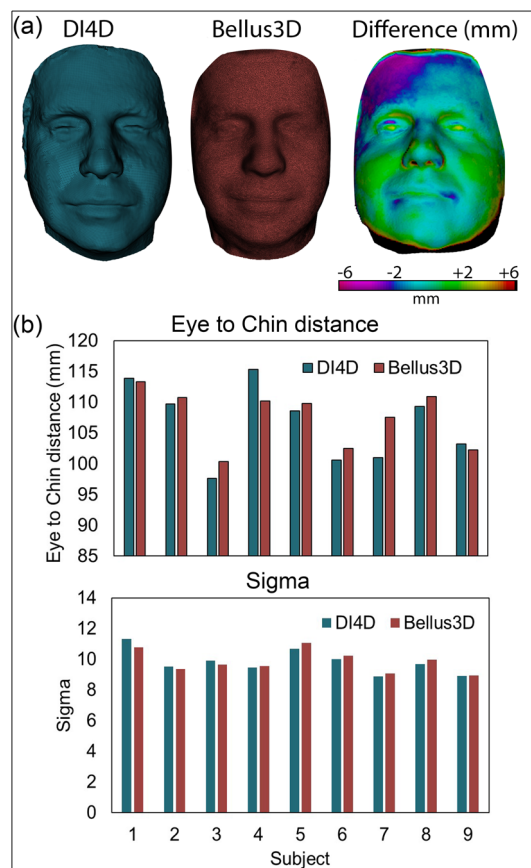 (a) DI4D Bellus3D Difference (mm)
-6 -2 +2 +6
mm
(b) Eye to Chin distance
Eye to Chin distance (mm)
120
115
110
105
100
95
90
85
DI4D Bellus3D
Sigma
Sigma
14
12
10
8
6
4
2
0
DI4D Bellus3D
1 2 3 4 5 6 7 8 9
Subject